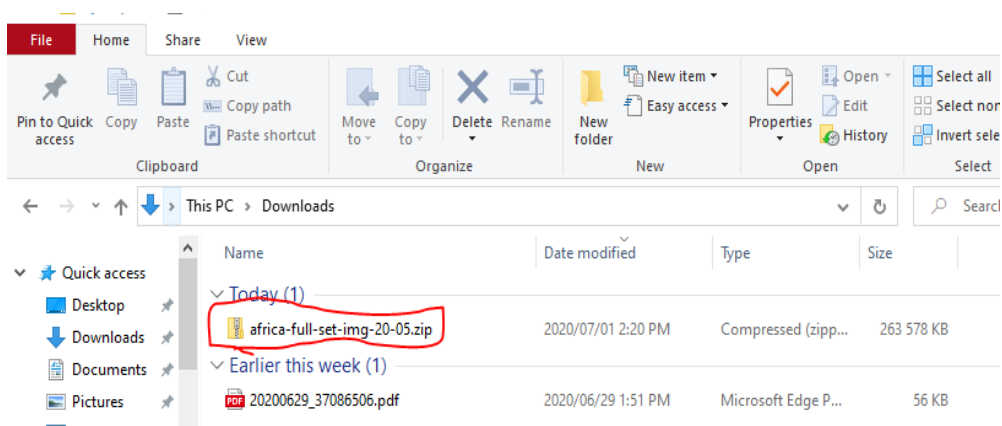 File Home Share View
Cut
Copy path
Paste shortcut
Pin to Quick access
Copy
Paste
Clipboard
Move to
Copy to
Delete
Rename
Organize
New folder
New item
Easy access
New
Properties
Open
Edit
History
Open
Select all
Select non
Invert sele
Select
This PC > Downloads
Search
Name Date modified Type Size
Quick access
Desktop
Downloads
Documents
Pictures
Today (1)
africa-full-set-img-20-05.zip 2020/07/01 2:20 PM Compressed (zipp... 263 578 KB
Earlier this week (1)
20200629_37086506.pdf 2020/06/29 1:51 PM Microsoft Edge P... 56 KB